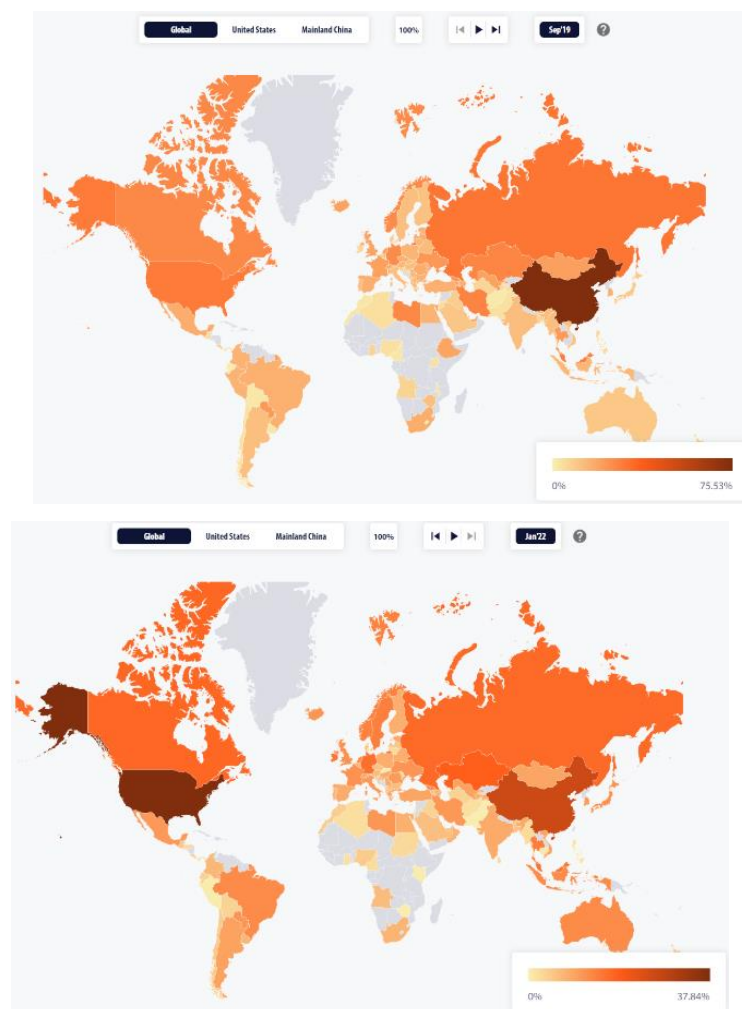 Global United States Mainland China 100% Sep'19 ?
0% 75.53%
Global United States Mainland China 100% Jan'22 ?
0% 37.84%